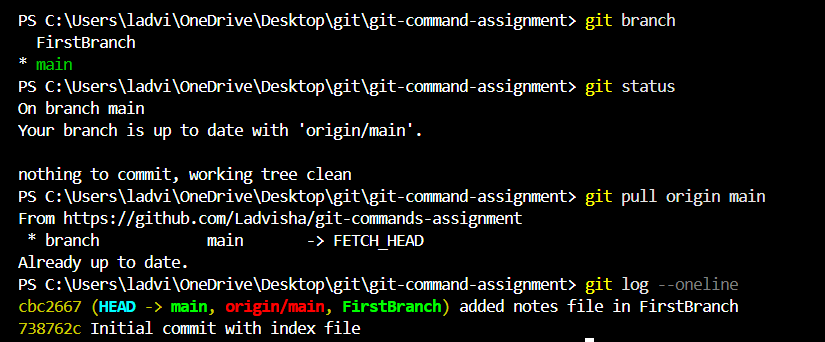 PS C:\Users\ladvi\OneDrive\Desktop\git\git-command-assignment> git branch
  FirstBranch
* main
PS C:\Users\ladvi\OneDrive\Desktop\git\git-command-assignment> git status
On branch main
Your branch is up to date with 'origin/main'.

nothing to commit, working tree clean
PS C:\Users\ladvi\OneDrive\Desktop\git\git-command-assignment> git pull origin main
From https://github.com/Ladvisha/git-commands-assignment
 * branch            main       -> FETCH_HEAD
Already up to date.
PS C:\Users\ladvi\OneDrive\Desktop\git\git-command-assignment> git log --oneline
cbc2667 (HEAD -> main, origin/main, FirstBranch) added notes file in FirstBranch
738762c Initial commit with index file